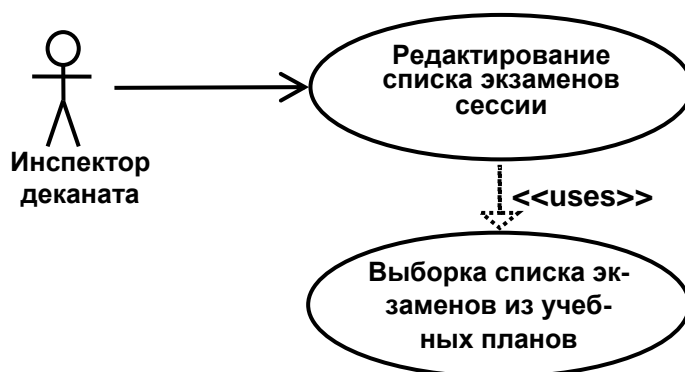 Редактирование
списка экзаменов
сессии
Инспектор
деканата
<<uses>>
Выборка списка эк-
заменов из учеб-
ных планов